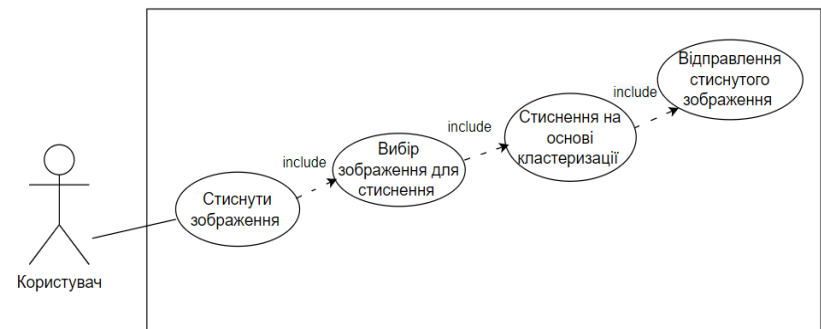 Користувач
Стиснути
зображення
include
Вибір
зображення для
стиснення
include
Стиснення на
основі
кластеризації
include
Відправлення
стиснутого
зображення